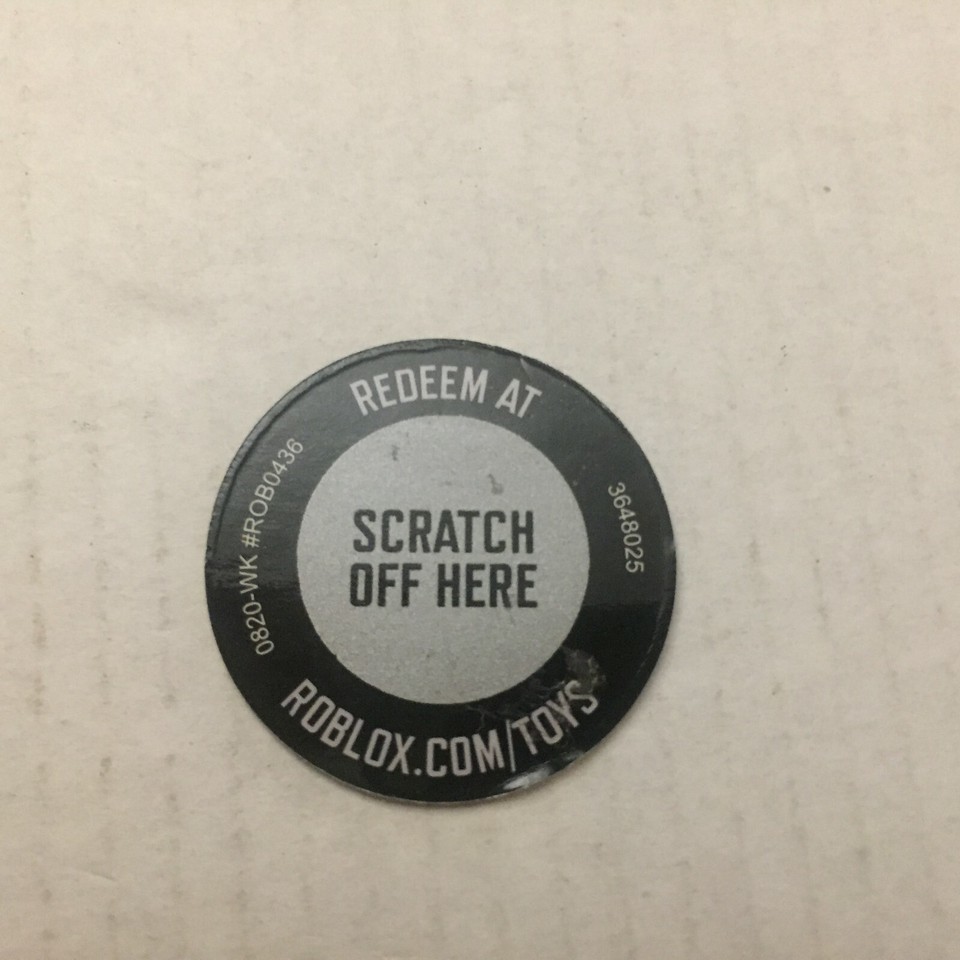 REDEEM AT
0820-WK #ROB0436
3648025
SCRATCH
OFF HERE
ROBLOX.COM/TOYS